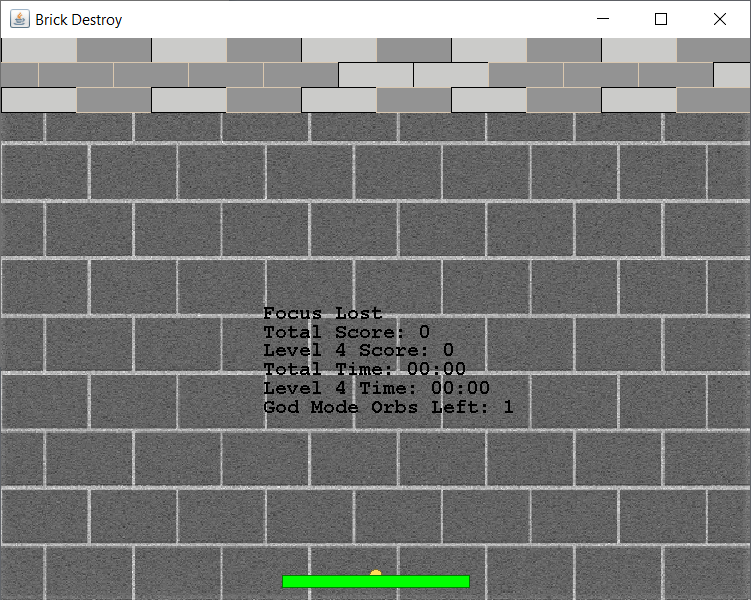 Brick Destroy
Focus Lost
Total Score: 0
Level 4 Score: 0
Total Time: 00:00
Level 4 Time: 00:00
God Mode Orbs Left: 1